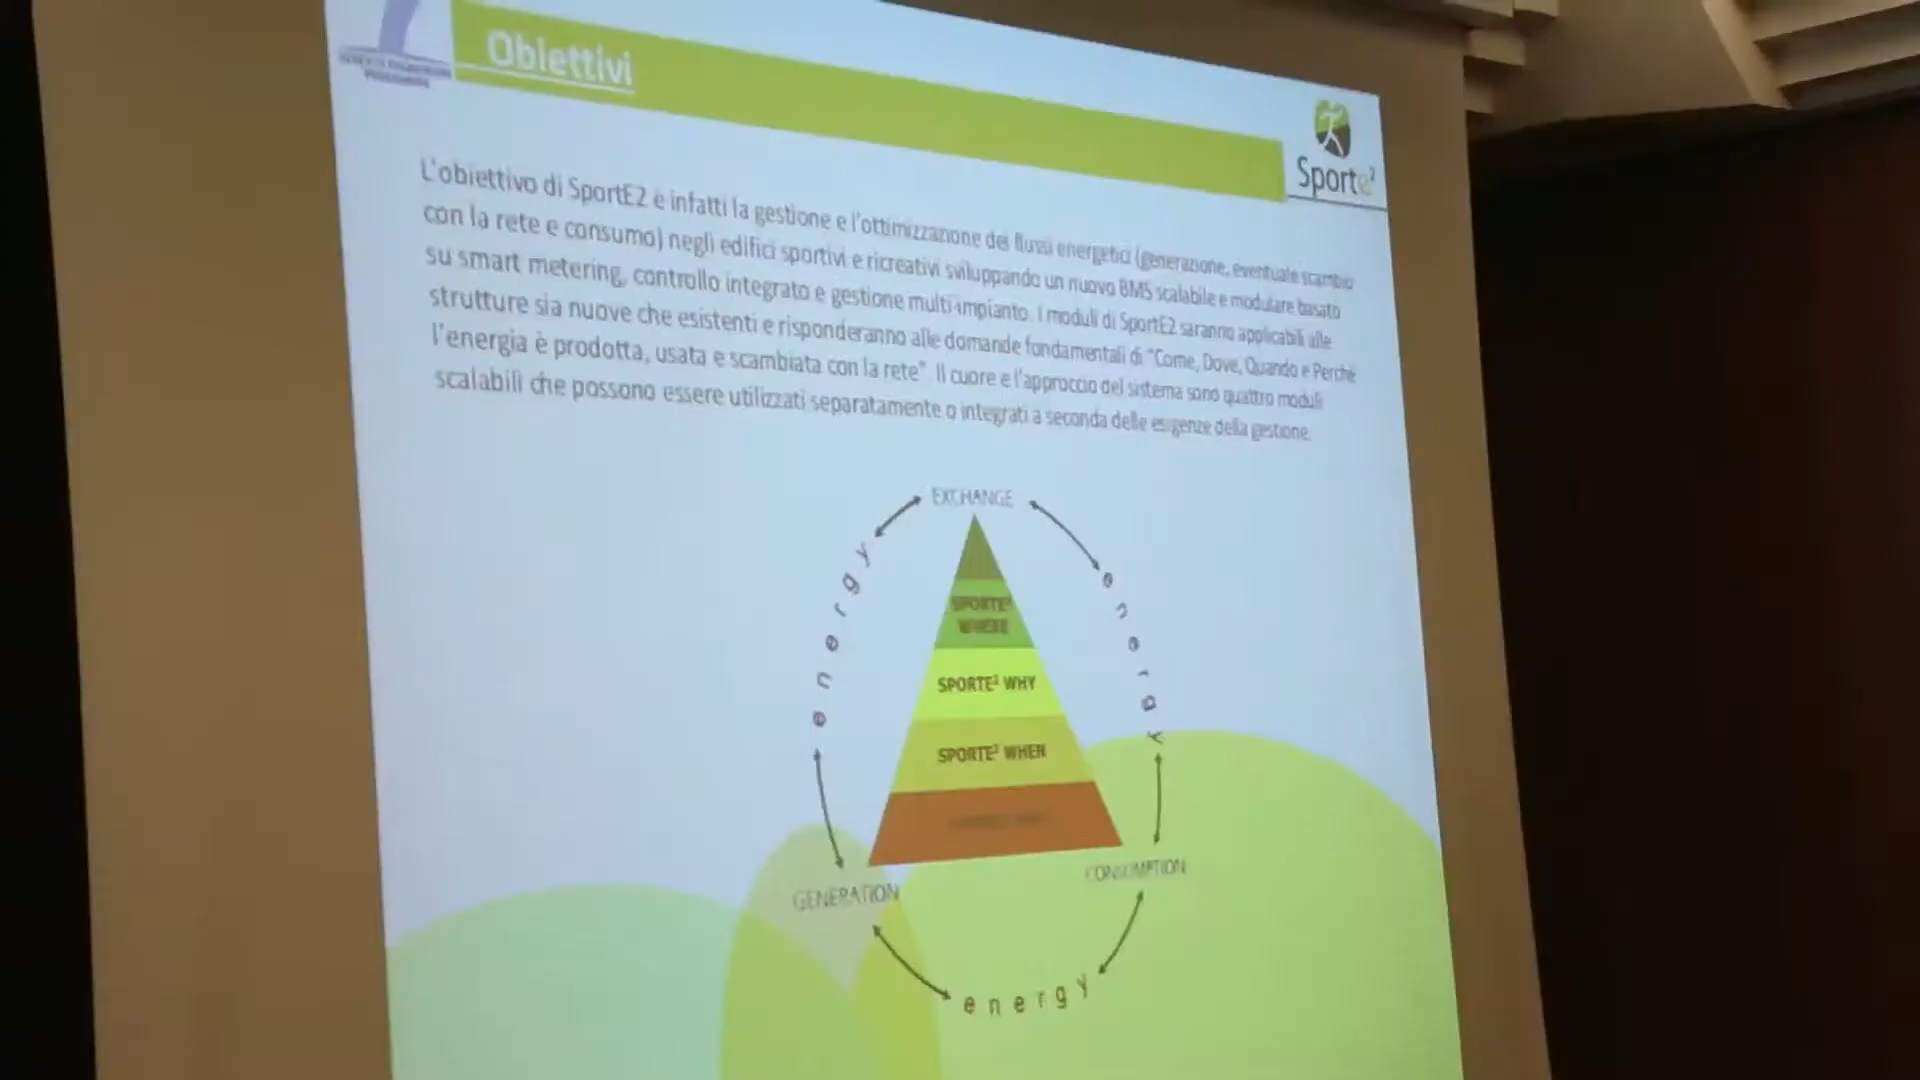 Obiettivi
Sporte²
L'obiettivo di SportE2 è infatti la gestione e l'ottimizzazione dei flussi energetici (generazione, eventuale scambio
con la rete e consumo) negli edifici sportivi e ricreativi sviluppando un nuovo BMS scalabile e modulare basato
su smart metering, controllo integrato e gestione multi-impianto. I moduli di SportE2 saranno applicabili alle
strutture sia nuove che esistenti e risponderanno alle domande fondamentali di "Come, Dove, Quando e Perchè
l'energia è prodotta, usata e scambiata con la rete". Il cuore e l'approccio del sistema sono quattro moduli
scalabili che possono essere utilizzati separatamente o integrati a seconda delle esigenze della gestione.
EXCHANGE
energy
energy
SPORTE²
WHERE
SPORTE² WHY
SPORTE² WHEN
GENERATION
CONSUMPTION
energy